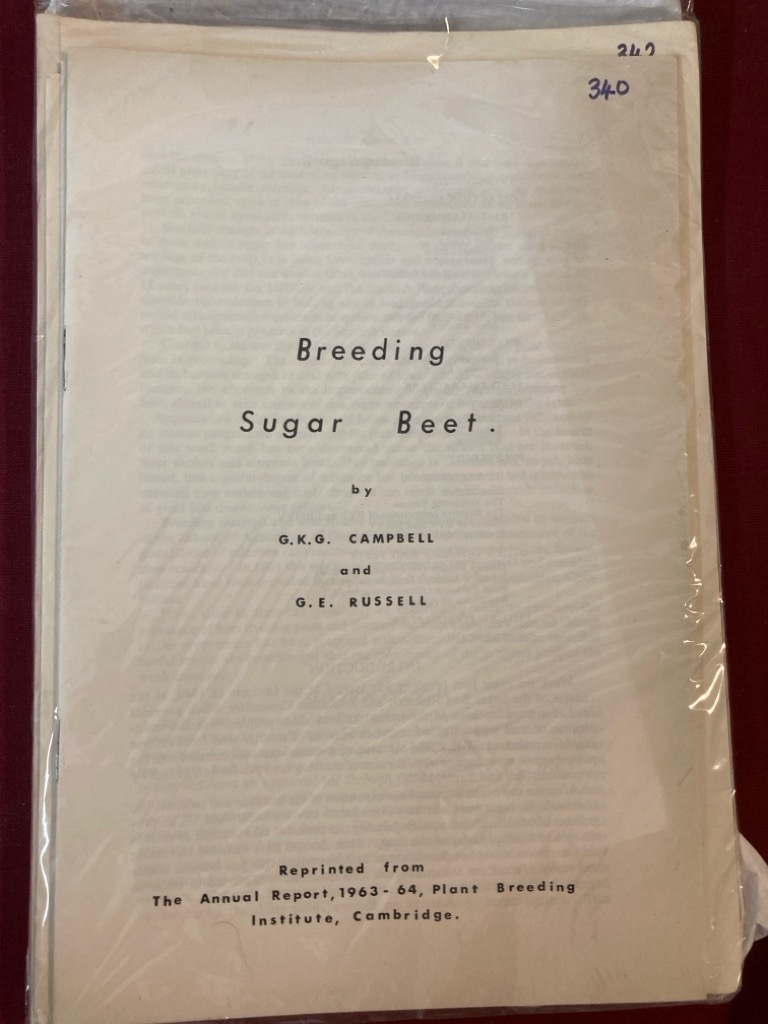 342
340
Breeding
Sugar Beet.
by
G.K.G. CAMPBELL
and
G.E. RUSSELL
Reprinted from
The Annual Report, 1963 - 64, Plant Breeding
Institute, Cambridge.